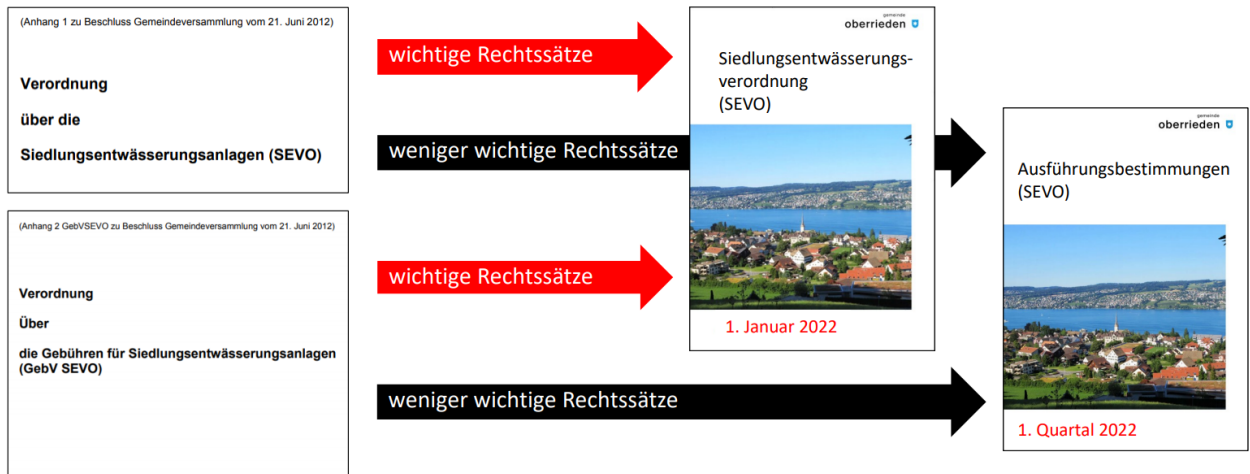 (Anhang 1 zu Beschluss Gemeindeversammlung vom 21. Juni 2012)
Verordnung
über die
Siedlungsentwässerungsanlagen (SEVO)
(Anhang 2 GebVSEVO zu Beschluss Gemeindeversammlung vom 21. Juni 2012)
Verordnung
Über
die Gebühren für Siedlungsentwässerungsanlagen
(GebV SEVO)
wichtige Rechtssätze
weniger wichtige Rechtssätze
wichtige Rechtssätze
weniger wichtige Rechtssätze
gemeinde
oberrieden
Siedlungsentwässerungs-
verordnung
(SEVO)
1. Januar 2022
gemeinde
oberrieden
Ausführungsbestimmungen
(SEVO)
1. Quartal 2022